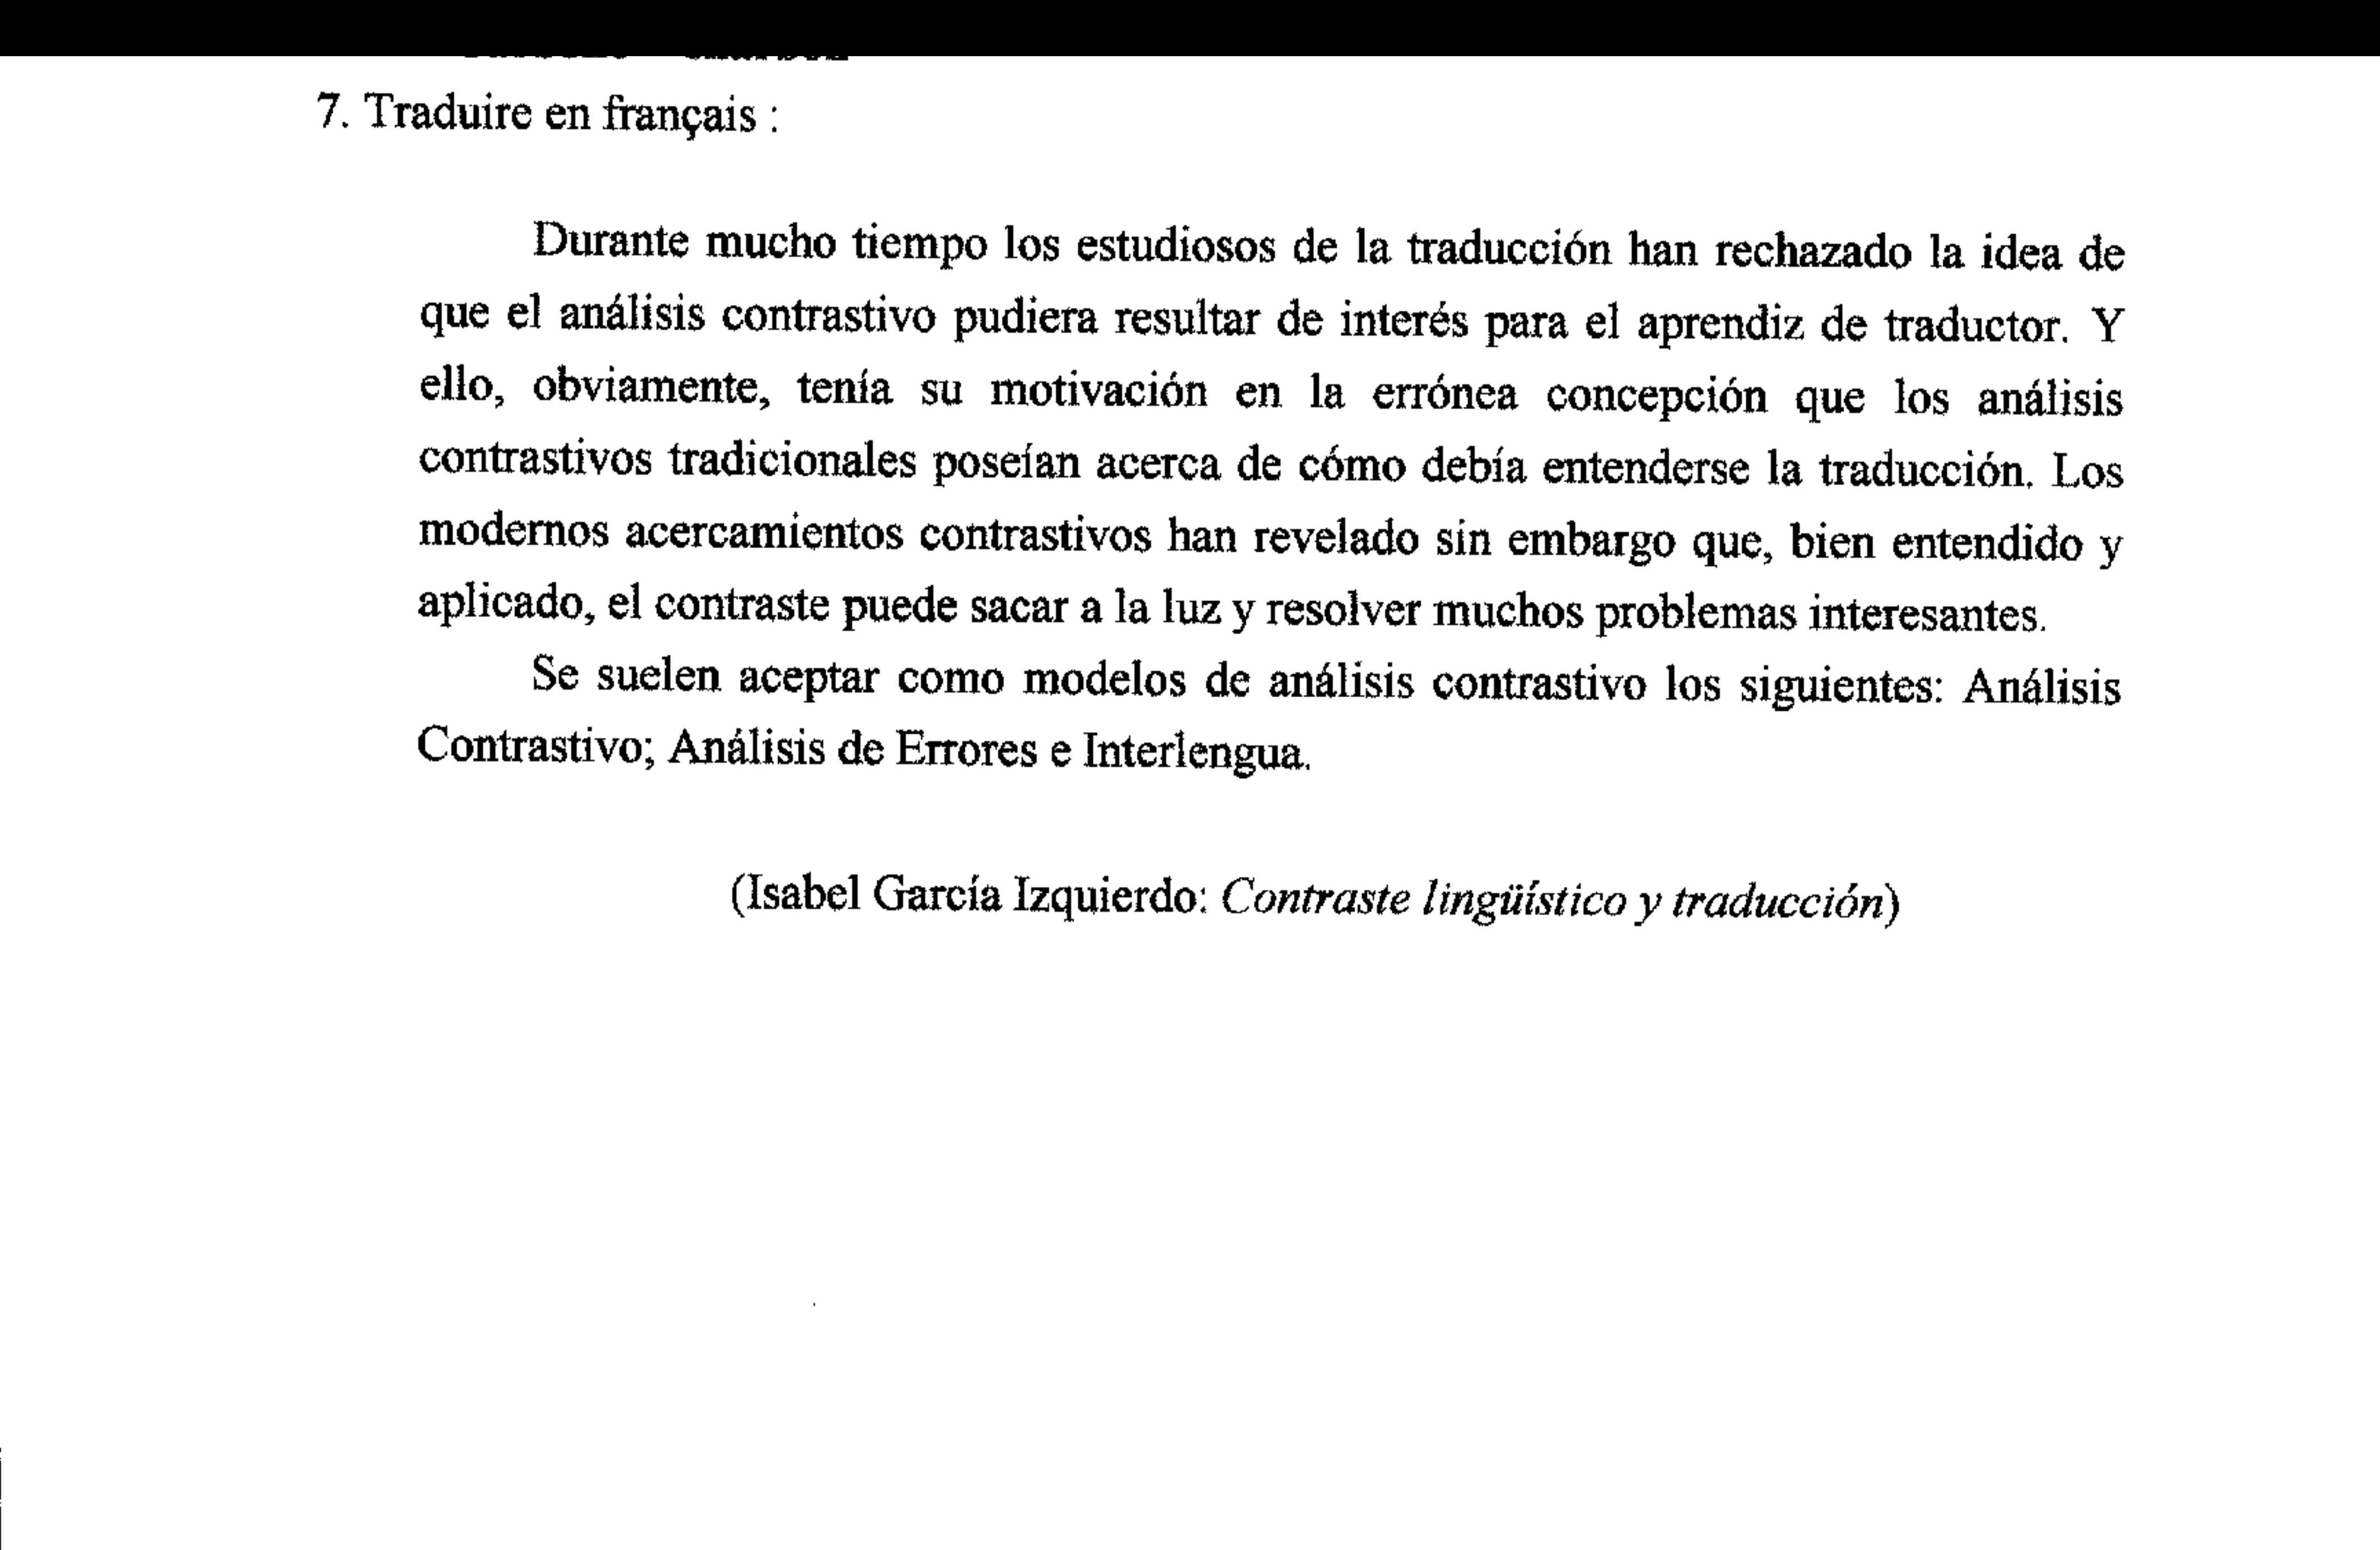 7. Traduire en français :
Durante mucho tiempo los estudiosos de la traducción han rechazado la idea de
que el análisis contrastivo pudiera resultar de interés para el aprendiz de traductor. Y
ello, obviamente, tenía su motivación en la errónea concepción que los análisis
contrastivos tradicionales poseían acerca de cómo debía entenderse la traducción. Los
modernos acercamientos contrastivos han revelado sin embargo que, bien entendido y
aplicado, el contraste puede sacar a la luz y resolver muchos problemas interesantes.
Se suelen aceptar como modelos de análisis contrastivo los siguientes: Análisis
Contrastivo; Análisis de Errores e Interlengua.
(Isabel García Izquierdo: Contraste lingüístico y traducción)